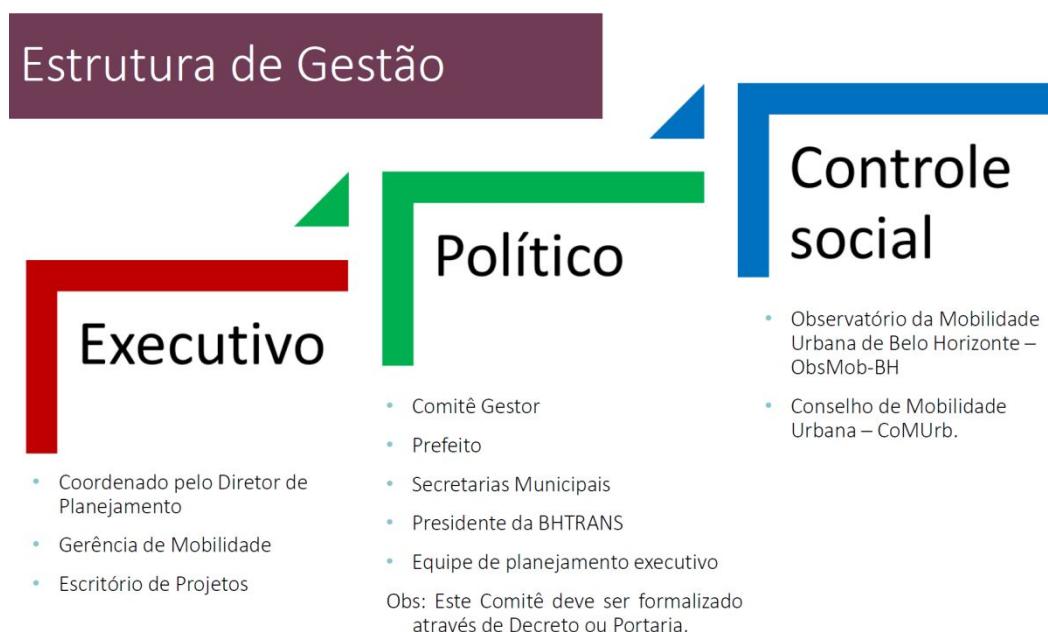 Estrutura de Gestão
Executivo
• Coordenado pelo Diretor de
Planejamento
• Gerência de Mobilidade
• Escritório de Projetos
Político
• Comitê Gestor
• Prefeito
• Secretarias Municipais
• Presidente da BHTRANS
• Equipe de planejamento executivo
Obs: Este Comitê deve ser formalizado
através de Decreto ou Portaria.
Controle
social
• Observatório da Mobilidade
Urbana de Belo Horizonte –
ObsMob-BH
• Conselho de Mobilidade
Urbana – CoMUrb.